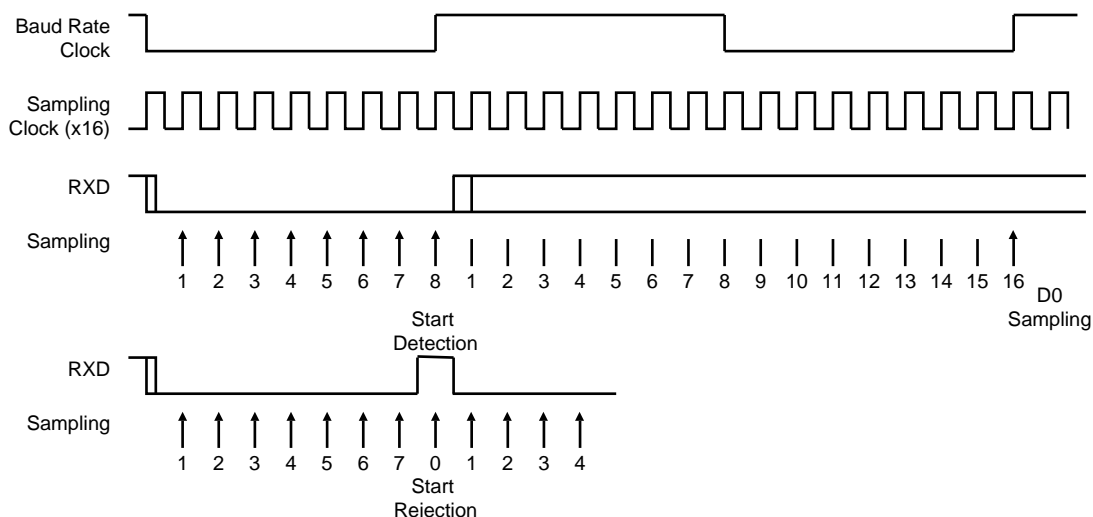 Baud Rate
Clock
Sampling
Clock (x16)
RXD
Sampling
1 2 3 4 5 6 7 8 1 2 3 4 5 6 7 8 9 10 11 12 13 14 15 16
D0
Sampling
Start
Detection
RXD
Sampling
1 2 3 4 5 6 7 0 1 2 3 4
Start
Rejection